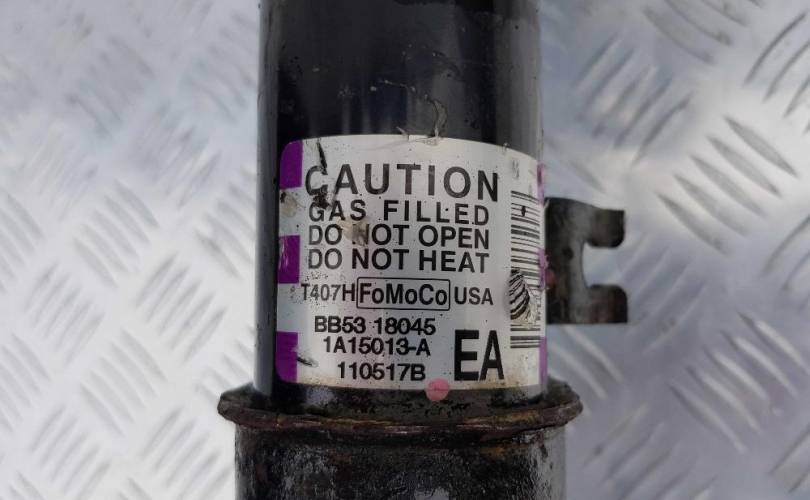 CAUTION
GAS FILLED
DO NOT OPEN
DO NOT HEAT
T407H FoMoCo USA
BB53 18045
1A15013-A EA
110517B